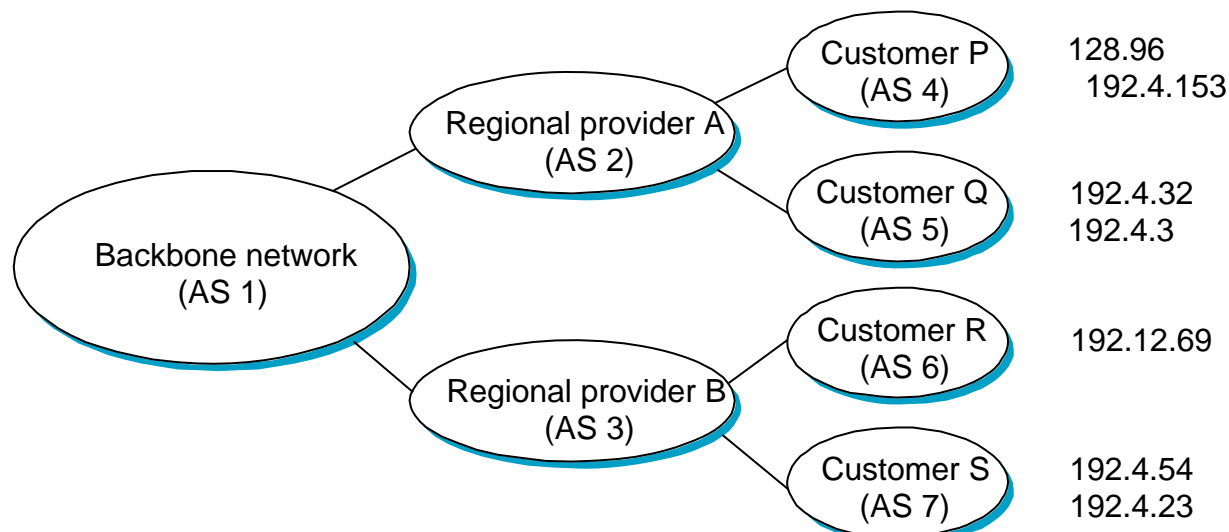 Customer P
(AS 4)
128.96
192.4.153
Regional provider A
(AS 2)
Customer Q
(AS 5)
192.4.32
192.4.3
Backbone network
(AS 1)
Customer R
(AS 6)
192.12.69
Regional provider B
(AS 3)
Customer S
(AS 7)
192.4.54
192.4.23